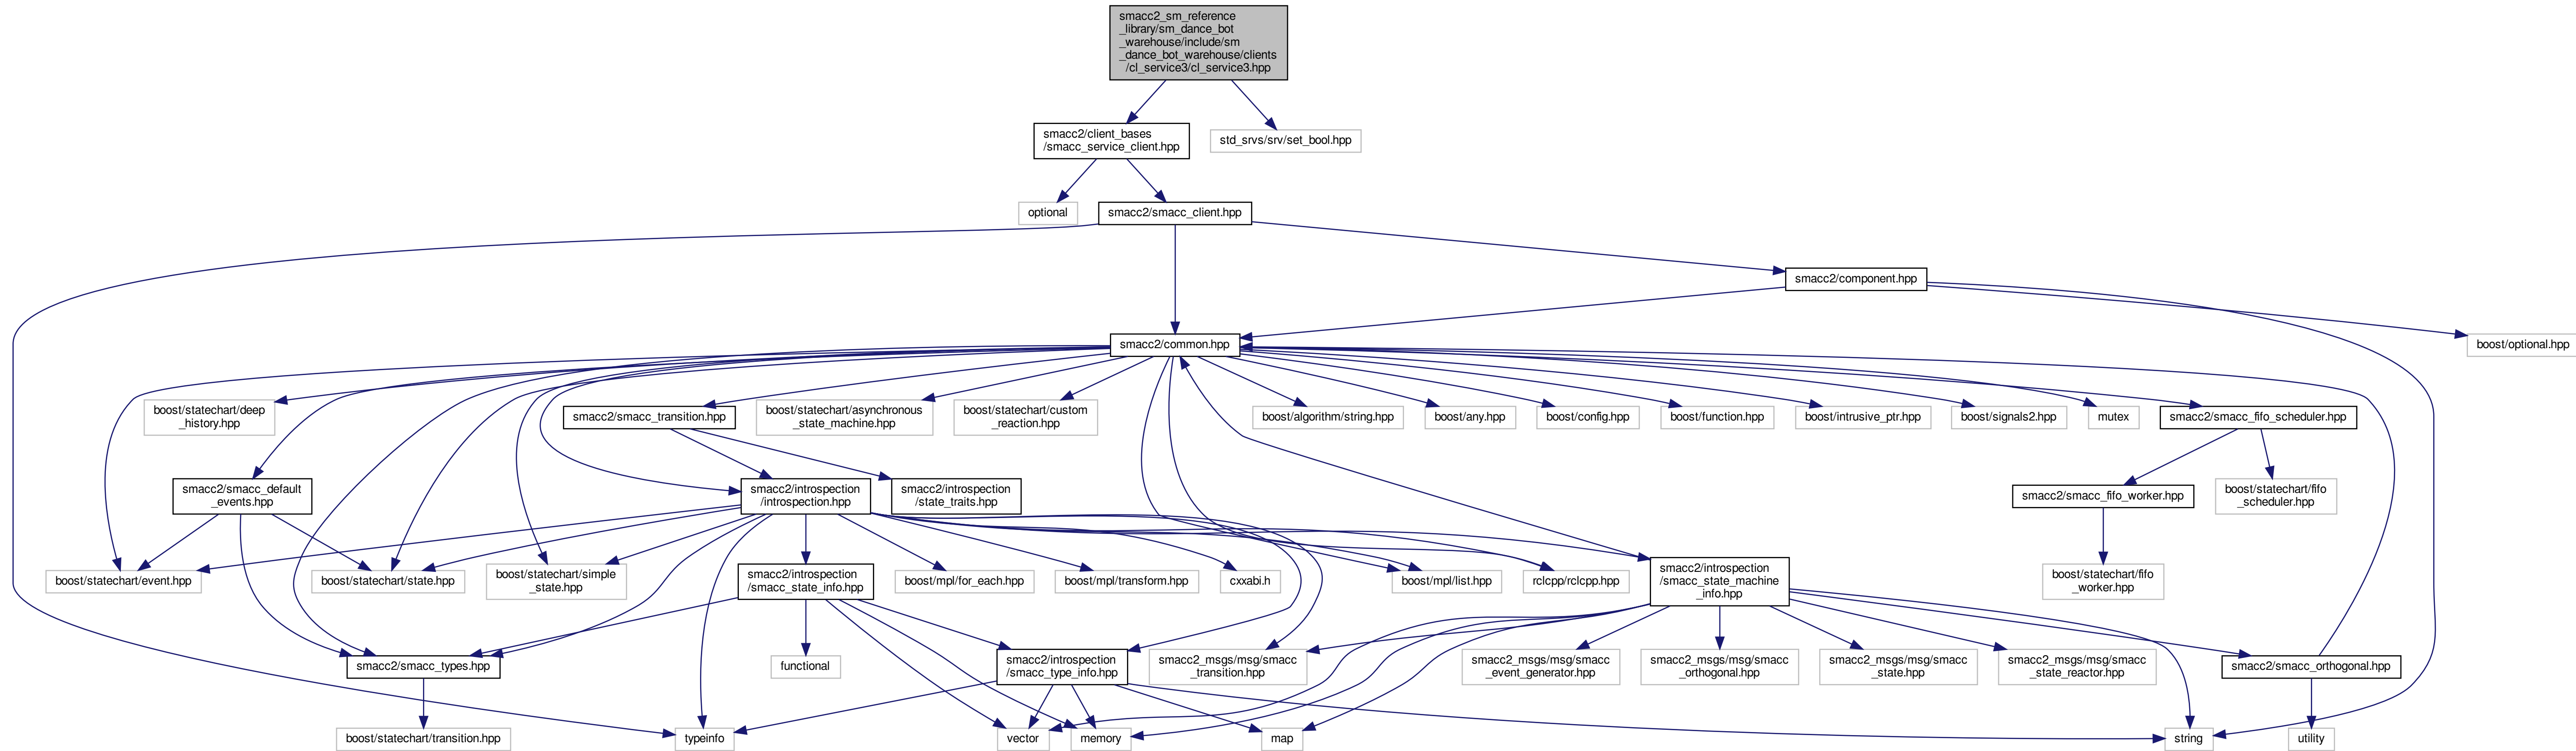 smacc2_sm_reference
_library/sm_dance_bot
_warehouse/include/sm
_dance_bot_warehouse/clients
/cl_service3/cl_service3.hpp
smacc2/client_bases
/smacc_service_client.hpp
std_srvs/srv/set_bool.hpp
optional
smacc2/smacc_client.hpp
smacc2/component.hpp
smacc2/common.hpp
boost/optional.hpp
boost/statechart/deep
_history.hpp
smacc2/smacc_transition.hpp
boost/statechart/asynchronous
_state_machine.hpp
boost/statechart/custom
_reaction.hpp
boost/algorithm/string.hpp
boost/any.hpp
boost/config.hpp
boost/function.hpp
boost/intrusive_ptr.hpp
boost/signals2.hpp
mutex
smacc2/smacc_fifo_scheduler.hpp
smacc2/smacc_default
_events.hpp
smacc2/introspection
/introspection.hpp
smacc2/introspection
/state_traits.hpp
smacc2/smacc_fifo_worker.hpp
boost/statechart/fifo
_scheduler.hpp
boost/statechart/event.hpp
boost/statechart/state.hpp
boost/statechart/simple
_state.hpp
smacc2/introspection
/smacc_state_info.hpp
boost/mpl/for_each.hpp
boost/mpl/transform.hpp
cxxabi.h
boost/mpl/list.hpp
rclcpp/rclcpp.hpp
smacc2/introspection
/smacc_state_machine
_info.hpp
boost/statechart/fifo
_worker.hpp
smacc2/smacc_types.hpp
functional
smacc2/introspection
/smacc_type_info.hpp
smacc2_msgs/msg/smacc
_transition.hpp
smacc2_msgs/msg/smacc
_event_generator.hpp
smacc2_msgs/msg/smacc
_orthogonal.hpp
smacc2_msgs/msg/smacc
_state.hpp
smacc2_msgs/msg/smacc
_state_reactor.hpp
smacc2/smacc_orthogonal.hpp
boost/statechart/transition.hpp
typeinfo
vector
memory
map
string
utility